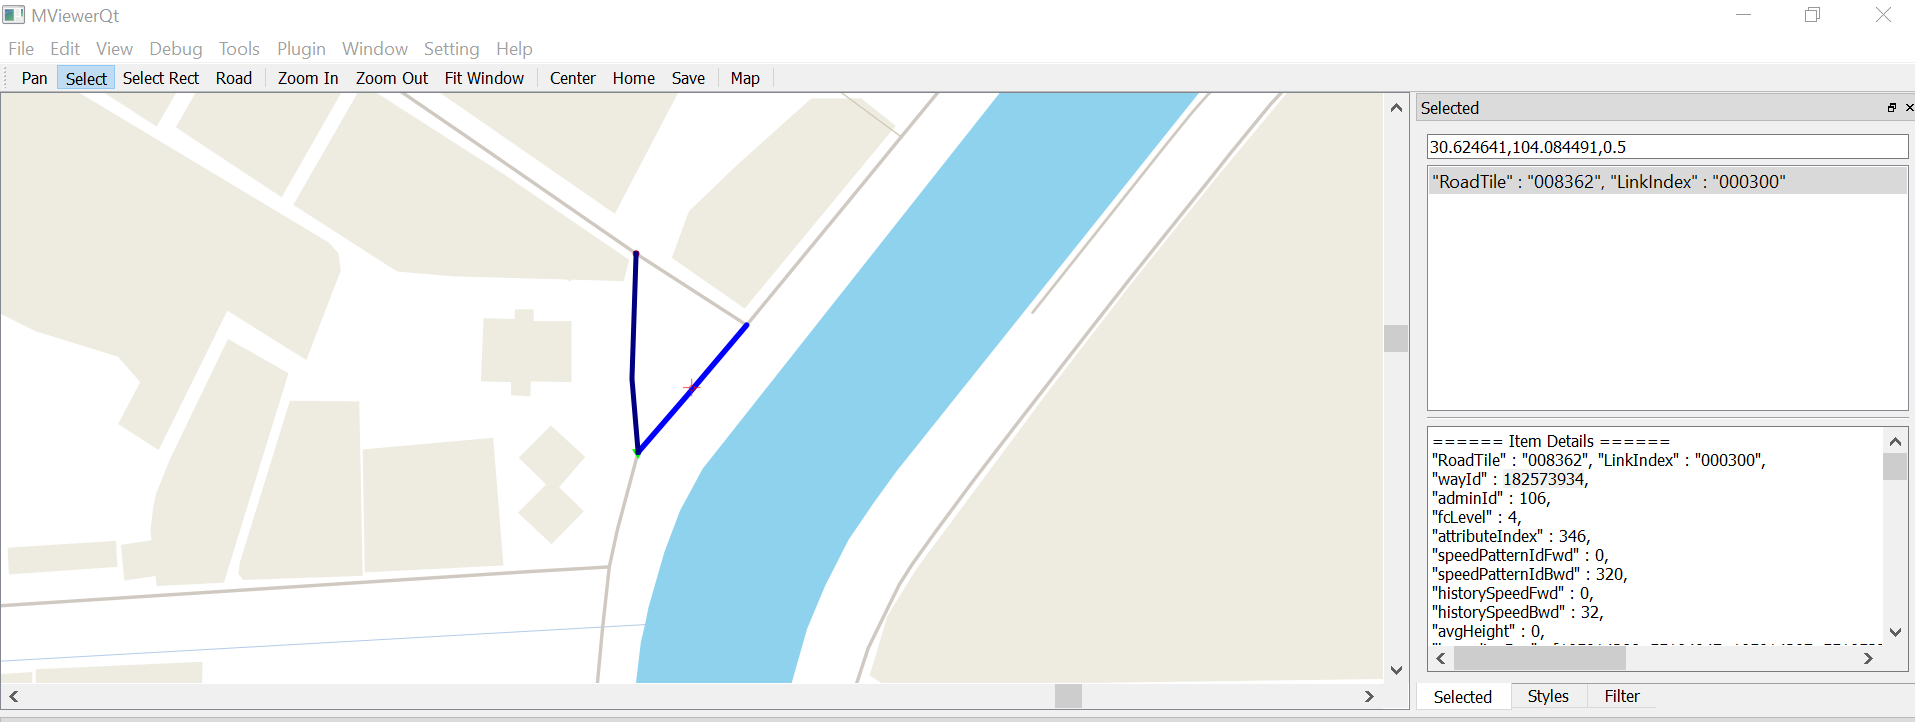 MViewerQt
File Edit View Debug Tools Plugin Window Setting Help
Pan Select Select Rect Road Zoom In Zoom Out Fit Window Center Home Save Map
Selected
30.624641,104.084491,0.5
"RoadTile" : "008362", "LinkIndex" : "000300"
====== Item Details ======
"RoadTile" : "008362", "LinkIndex" : "000300",
"wayId" : 182573934,
"adminId" : 106,
"fcLevel" : 4,
"attributeIndex" : 346,
"speedPatternIdFwd" : 0,
"speedPatternIdBwd" : 320,
"historySpeedFwd" : 0,
"historySpeedBwd" : 32,
"avgHeight" : 0,
Selected Styles Filter